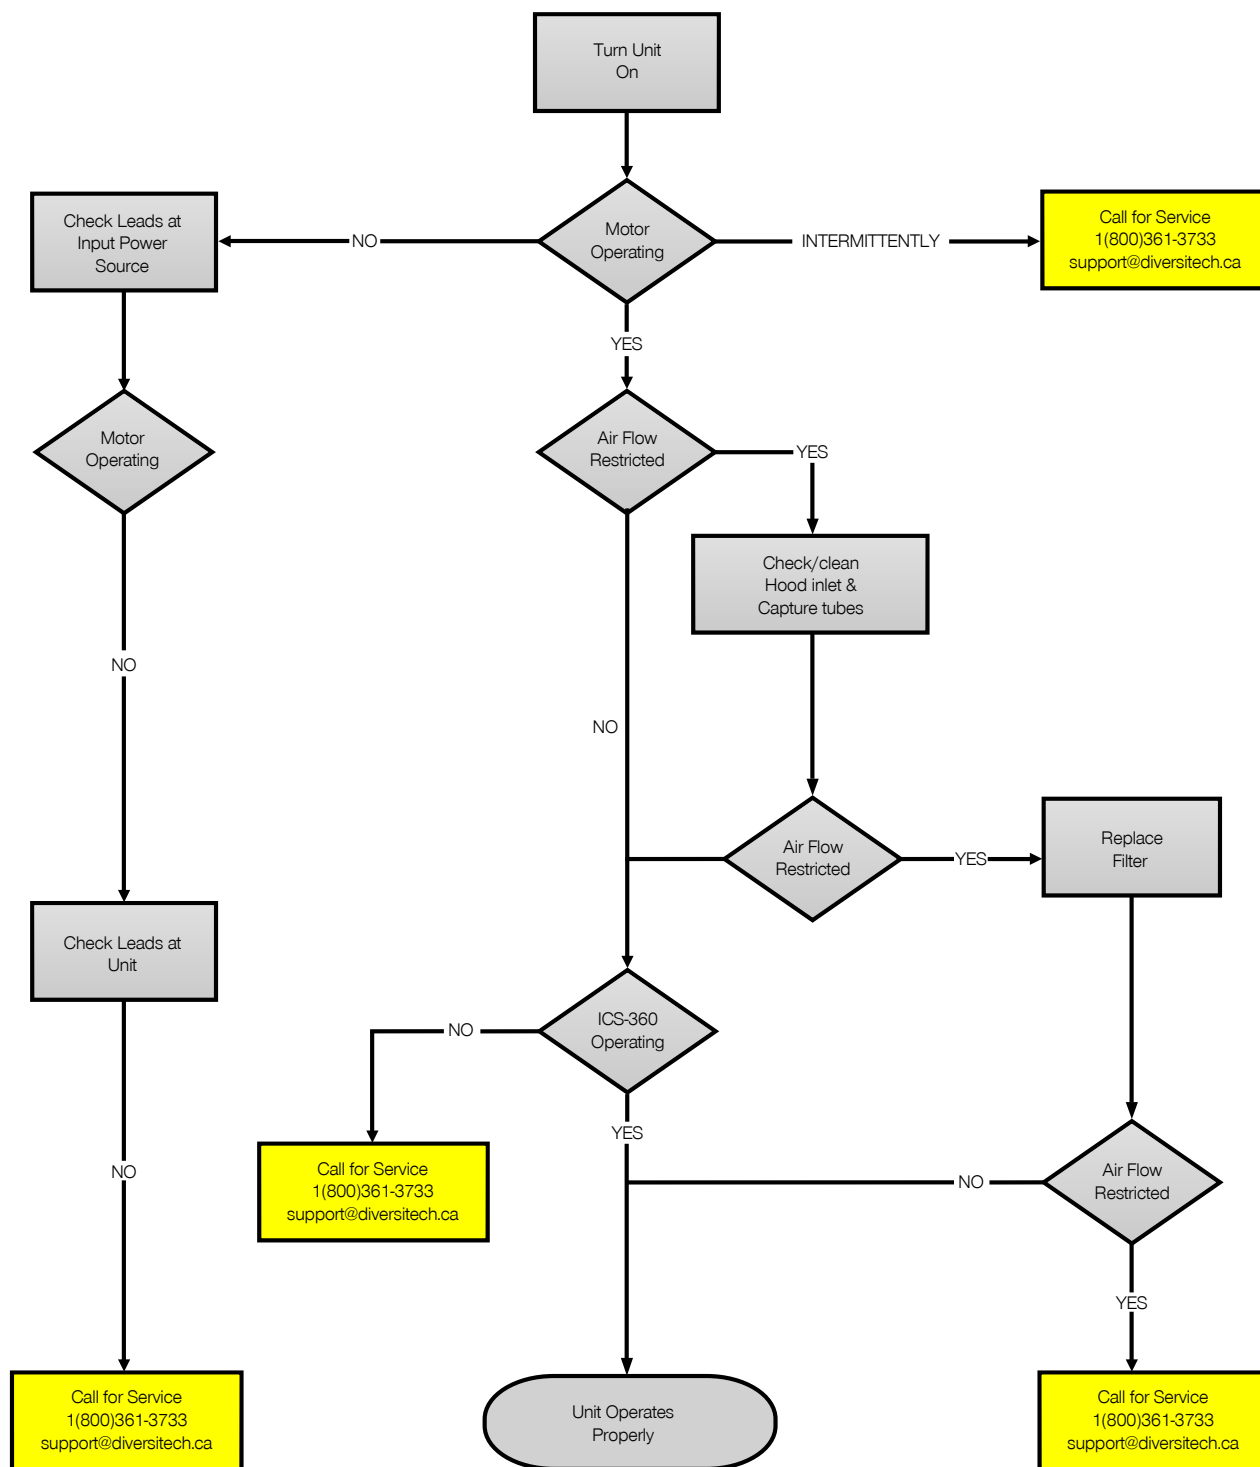 Turn Unit
On
Check Leads at
Input Power
Source
NO
Motor
Operating
INTERMITTENTLY
Call for Service
1(800)361-3733
support@diversitech.ca
YES
Motor
Operating
Air Flow
Restricted
YES
Check/clean
Hood inlet &
Capture tubes
NO
NO
Air Flow
Restricted
YES
Replace
Filter
Check Leads at
Unit
ICS-360
Operating
NO
YES
Call for Service
1(800)361-3733
support@diversitech.ca
NO
NO
Air Flow
Restricted
YES
Call for Service
1(800)361-3733
support@diversitech.ca
Unit Operates
Properly
Call for Service
1(800)361-3733
support@diversitech.ca